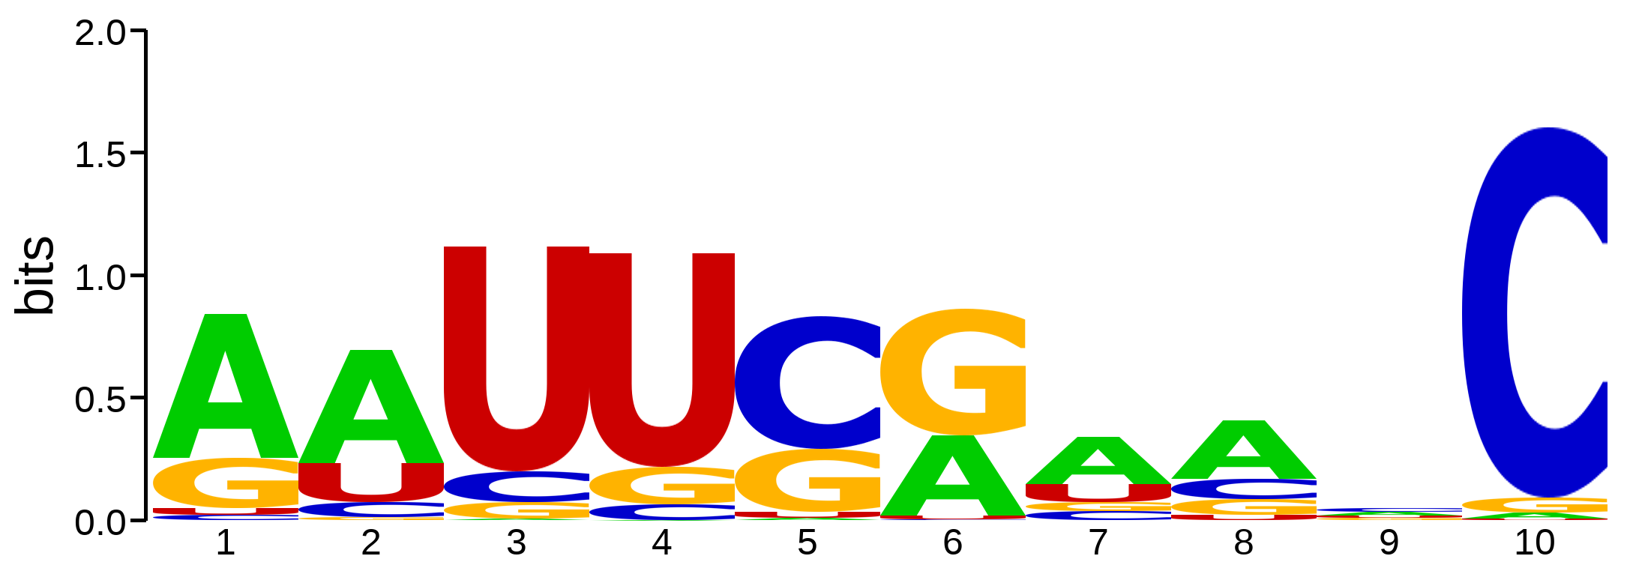 bits
2.0
1.5
1.0
0.5
0.0
A G U C
A U C G
U C G
U G C
C G U A
G A U
A U G C
A C G U
C A U G
C G A
1 2 3 4 5 6 7 8 9 10